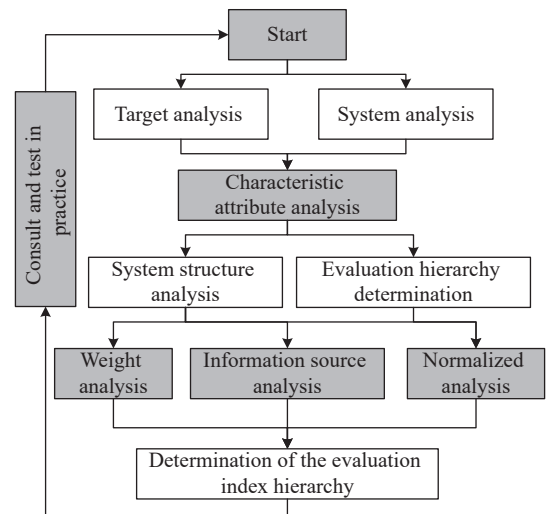 Start
Target analysis
System analysis
Consult and test in
practice
Characteristic
attribute analysis
System structure
analysis
Evaluation hierarchy
determination
Weight
analysis
Information source
analysis
Normalized
analysis
Determination of the evaluation
index hierarchy